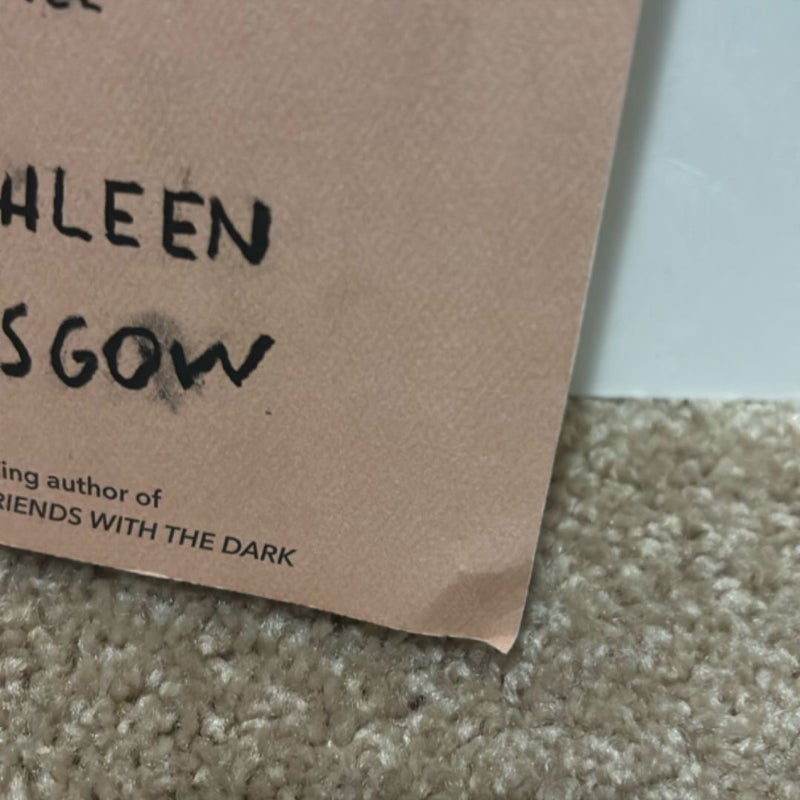 HLEEN
SGOW
ing author of
RIENDS WITH THE DARK